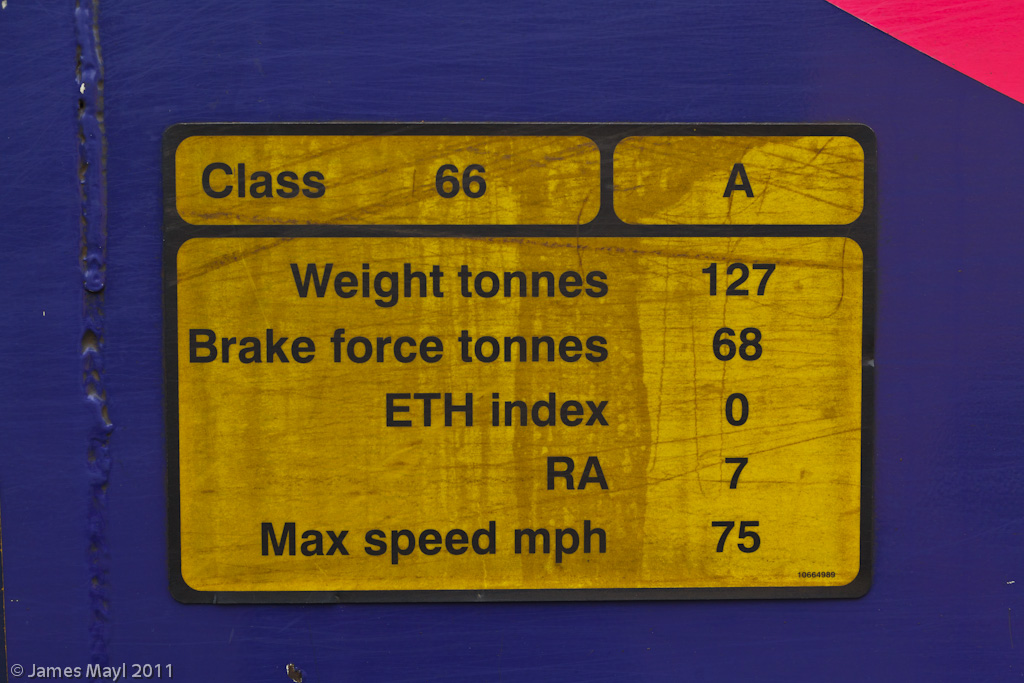 Class 66 A
Weight tonnes 127
Brake force tonnes 68
ETH index 0
RA 7
Max speed mph 75
10664989
© James Mayl 2011